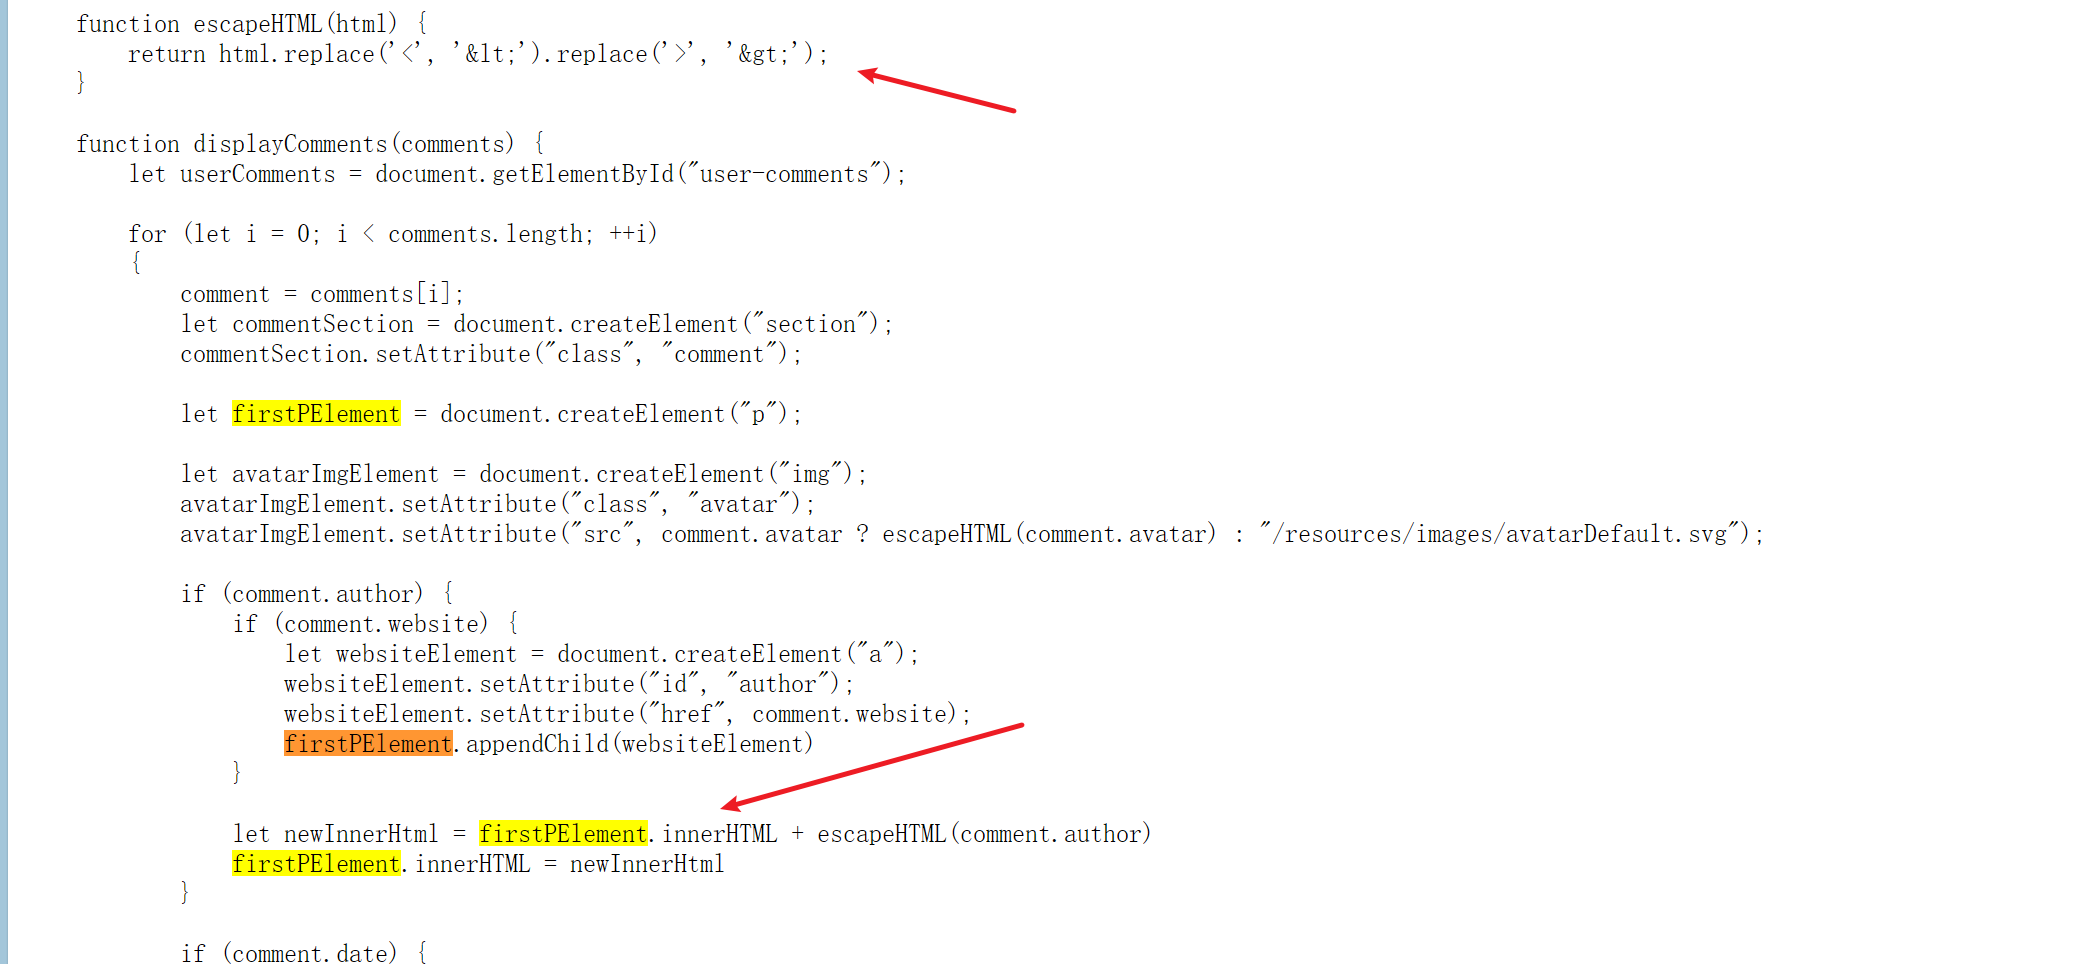 function escapeHTML(html) {
return html.replace('<', '&lt;').replace('>', '&gt;');
}
function displayComments(comments) {
let userComments = document.getElementById("user-comments");
for (let i = 0; i < comments.length; ++i)
{
comment = comments[i];
let commentSection = document.createElement("section");
commentSection.setAttribute("class", "comment");
let firstPElement = document.createElement("p");
let avatarImgElement = document.createElement("img");
avatarImgElement.setAttribute("class", "avatar");
avatarImgElement.setAttribute("src", comment.avatar ? escapeHTML(comment.avatar) : "/resources/images/avatarDefault.svg");
if (comment.author) {
if (comment.website) {
let websiteElement = document.createElement("a");
websiteElement.setAttribute("id", "author");
websiteElement.setAttribute("href", comment.website);
firstPElement.appendChild(websiteElement)
}
let newInnerHtml = firstPElement.innerHTML + escapeHTML(comment.author)
firstPElement.innerHTML = newInnerHtml
}
if (comment.date) {